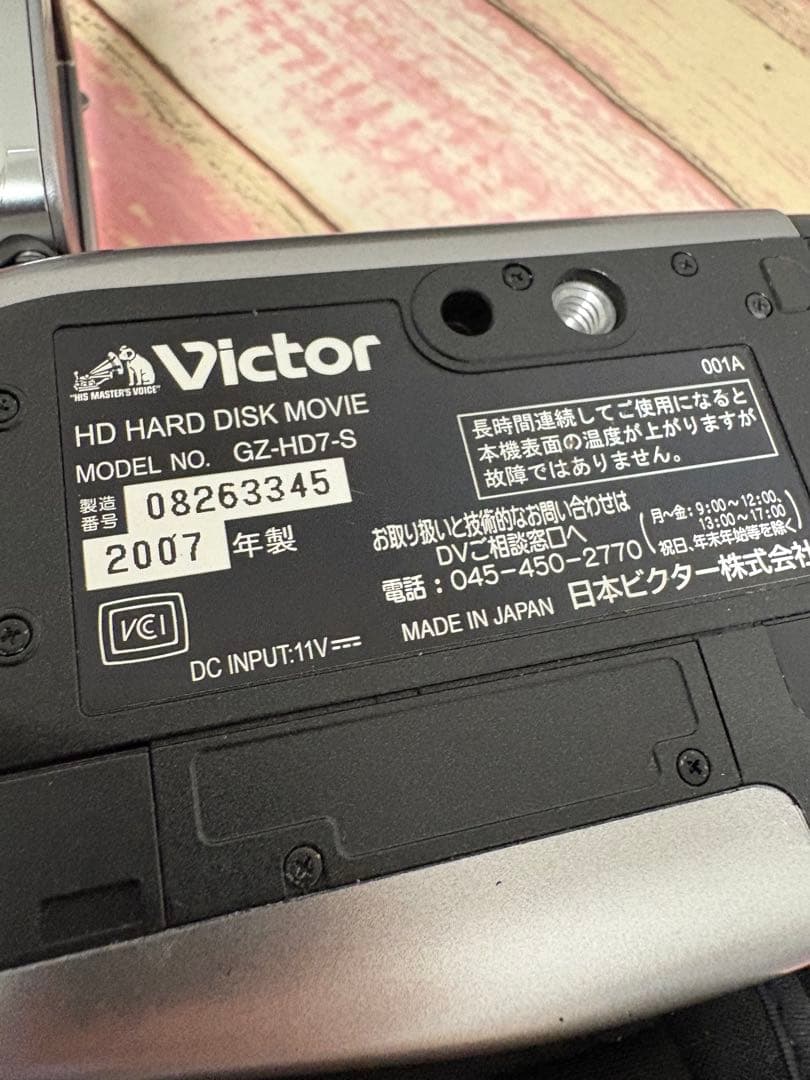 Victor
"HIS MASTER'S VOICE"
HD HARD DISK MOVIE
MODEL NO. GZ-HD7-S
製造番号 08263345
2007 年製
VCCI
DC INPUT:11V⎓
001A
長時間連続してご使用になると
本機表面の温度が上がりますが
故障ではありません。
お取り扱いと技術的なお問い合わせは
DVご相談窓口へ
電話：045-450-2770
(月～金：9:00～12:00、
13:00～17:00
祝日、年末年始等を除く)
MADE IN JAPAN 日本ビクター株式会社